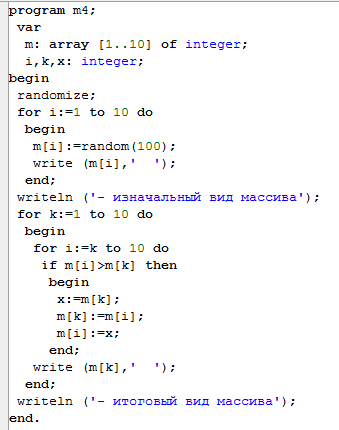 program m4;
 var
  m: array [1..10] of integer;
  i,k,x: integer;
begin
 randomize;
 for i:=1 to 10 do
  begin
   m[i]:=random(100);
   write (m[i],'  ');
  end;
 writeln ('- изначальный вид массива');
 for k:=1 to 10 do
  begin
   for i:=k to 10 do
    if m[i]>m[k] then
     begin
      x:=m[k];
      m[k]:=m[i];
      m[i]:=x;
     end;
   write (m[k],'  ');
  end;
 writeln ('- итоговый вид массива');
end.